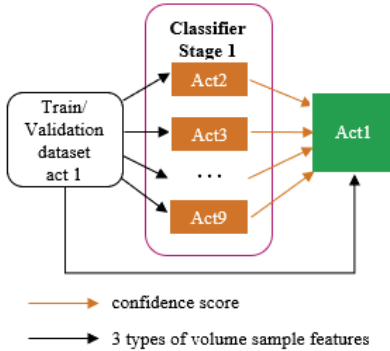 Classifier
Stage 1
Act2
Train/
Validation
dataset
act 1
Act3
...
Act9
Act1
confidence score
3 types of volume sample features